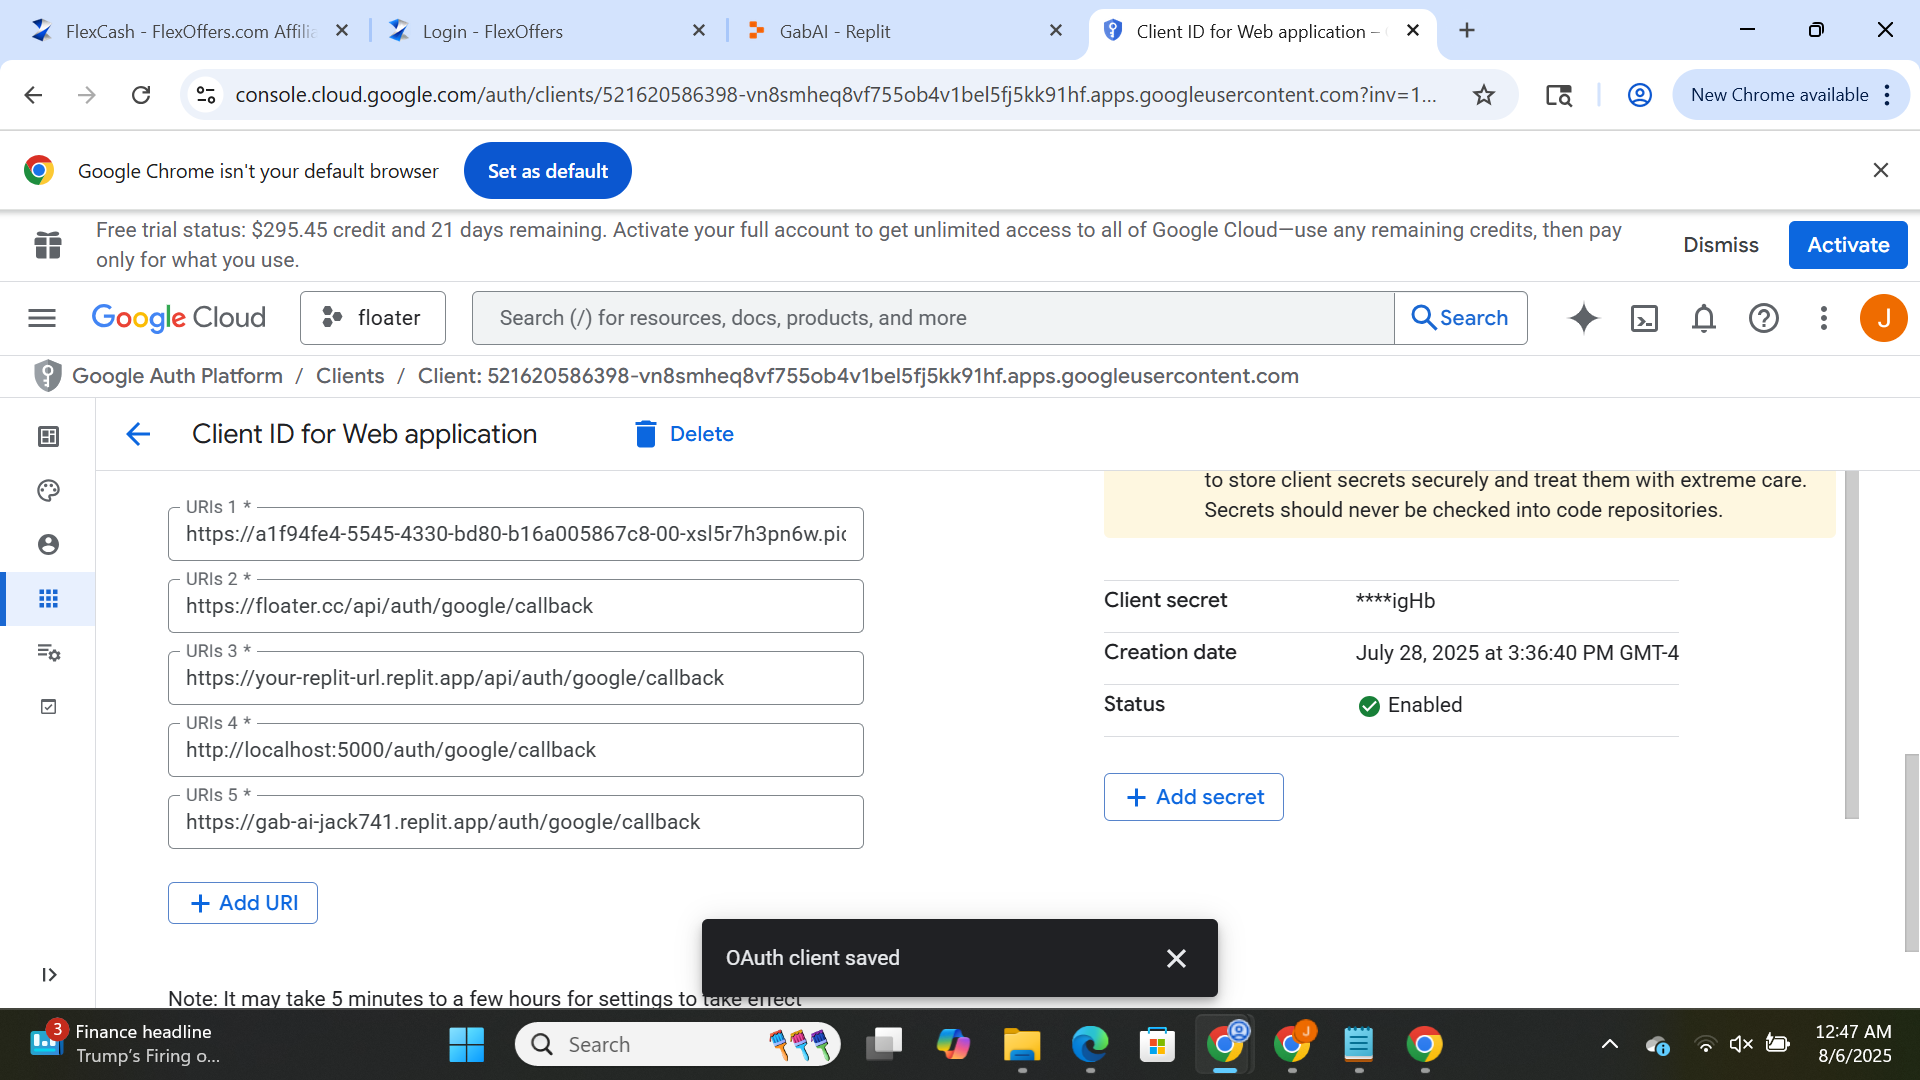 FlexCash - FlexOffers.com Affilia
Login - FlexOffers
GabAI - Replit
Client ID for Web application –
console.cloud.google.com/auth/clients/521620586398-vn8smheq8vf755ob4v1bel5fj5kk91hf.apps.googleusercontent.com?inv=1...
New Chrome available
Google Chrome isn't your default browser
Set as default
Free trial status: $295.45 credit and 21 days remaining. Activate your full account to get unlimited access to all of Google Cloud—use any remaining credits, then pay
only for what you use.
Dismiss
Activate
Google Cloud
floater
Search (/) for resources, docs, products, and more
Search
J
Google Auth Platform / Clients / Client: 521620586398-vn8smheq8vf755ob4v1bel5fj5kk91hf.apps.googleusercontent.com
Client ID for Web application
Delete
URIs 1 *
https://a1f94fe4-5545-4330-bd80-b16a005867c8-00-xsl5r7h3pn6w.pic
URIs 2 *
https://floater.cc/api/auth/google/callback
URIs 3 *
https://your-replit-url.replit.app/api/auth/google/callback
URIs 4 *
http://localhost:5000/auth/google/callback
URIs 5 *
https://gab-ai-jack741.replit.app/auth/google/callback
+ Add URI
Note: It may take 5 minutes to a few hours for settings to take effect
to store client secrets securely and treat them with extreme care.
Secrets should never be checked into code repositories.
Client secret ****igHb
Creation date July 28, 2025 at 3:36:40 PM GMT-4
Status Enabled
+ Add secret
OAuth client saved
3
Finance headline
Trump's Firing o...
Search
J
12:47 AM
8/6/2025